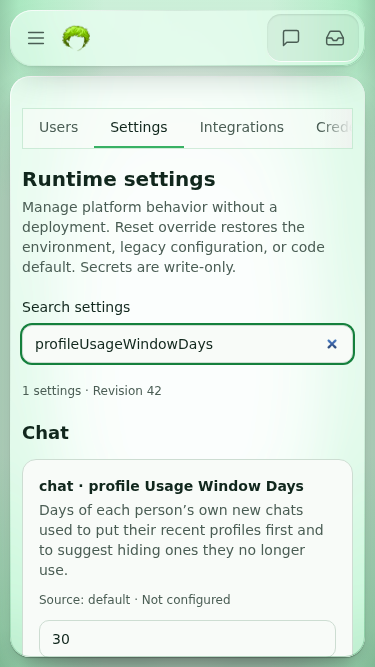 Users Settings Integrations Cred
Runtime settings
Manage platform behavior without a
deployment. Reset override restores the
environment, legacy configuration, or code
default. Secrets are write-only.
Search settings
profileUsageWindowDays
1 settings · Revision 42
Chat
chat · profile Usage Window Days
Days of each person’s own new chats
used to put their recent profiles first and
to suggest hiding ones they no longer
use.
Source: default · Not configured
30